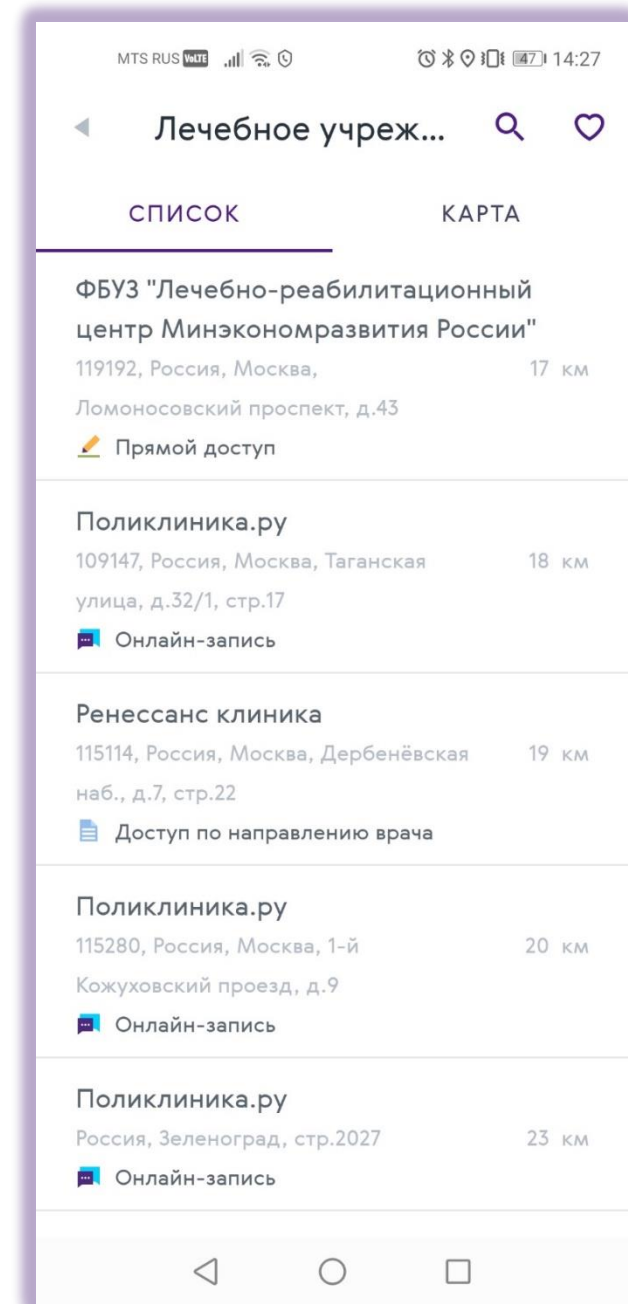 MTS RUS VoLTE 47 14:27
Лечебное учреж...
СПИСОК КАРТА
ФБУЗ "Лечебно-реабилитационный
центр Минэкономразвития России"
119192, Россия, Москва, 17 км
Ломоносовский проспект, д.43
Прямой доступ
Поликлиника.ру
109147, Россия, Москва, Таганская 18 км
улица, д.32/1, стр.17
Онлайн-запись
Ренессанс клиника
115114, Россия, Москва, Дербенёвская 19 км
наб., д.7, стр.22
Доступ по направлению врача
Поликлиника.ру
115280, Россия, Москва, 1-й 20 км
Кожуховский проезд, д.9
Онлайн-запись
Поликлиника.ру
Россия, Зеленоград, стр.2027 23 км
Онлайн-запись